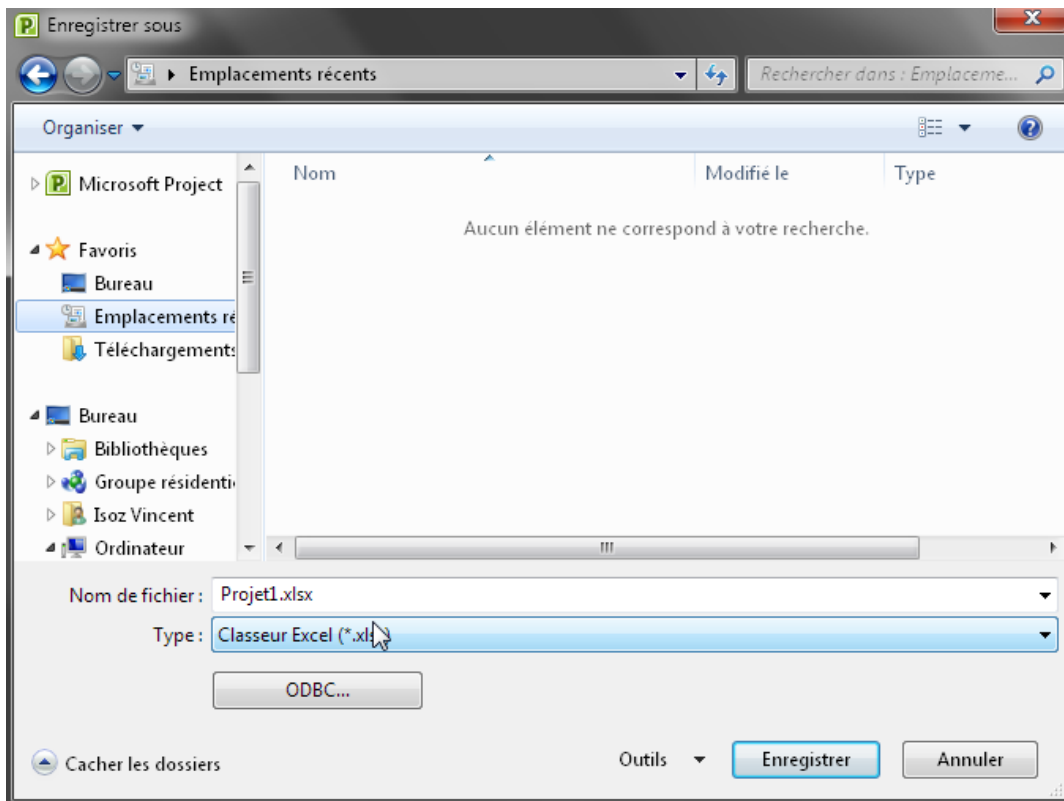 Enregistrer sous
Emplacements récents
Rechercher dans : Emplaceme...
Organiser
Microsoft Project
Nom
Modifié le
Type
Aucun élément ne correspond à votre recherche.
Favoris
Bureau
Emplacements ré
Téléchargements
Bureau
Bibliothèques
Groupe résidenti
Isoz Vincent
Ordinateur
Nom de fichier : Projet1.xlsx
Type : Classeur Excel (*.xls
ODBC...
Cacher les dossiers
Outils
Enregistrer
Annuler